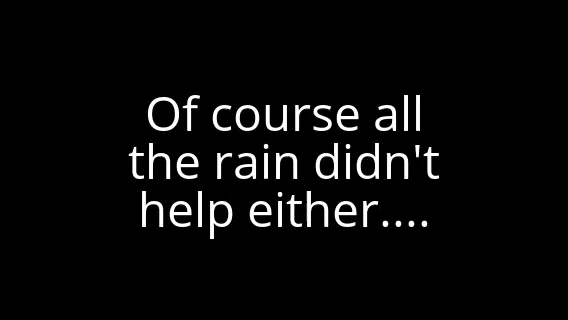 Of course all
the rain didn't
help either....